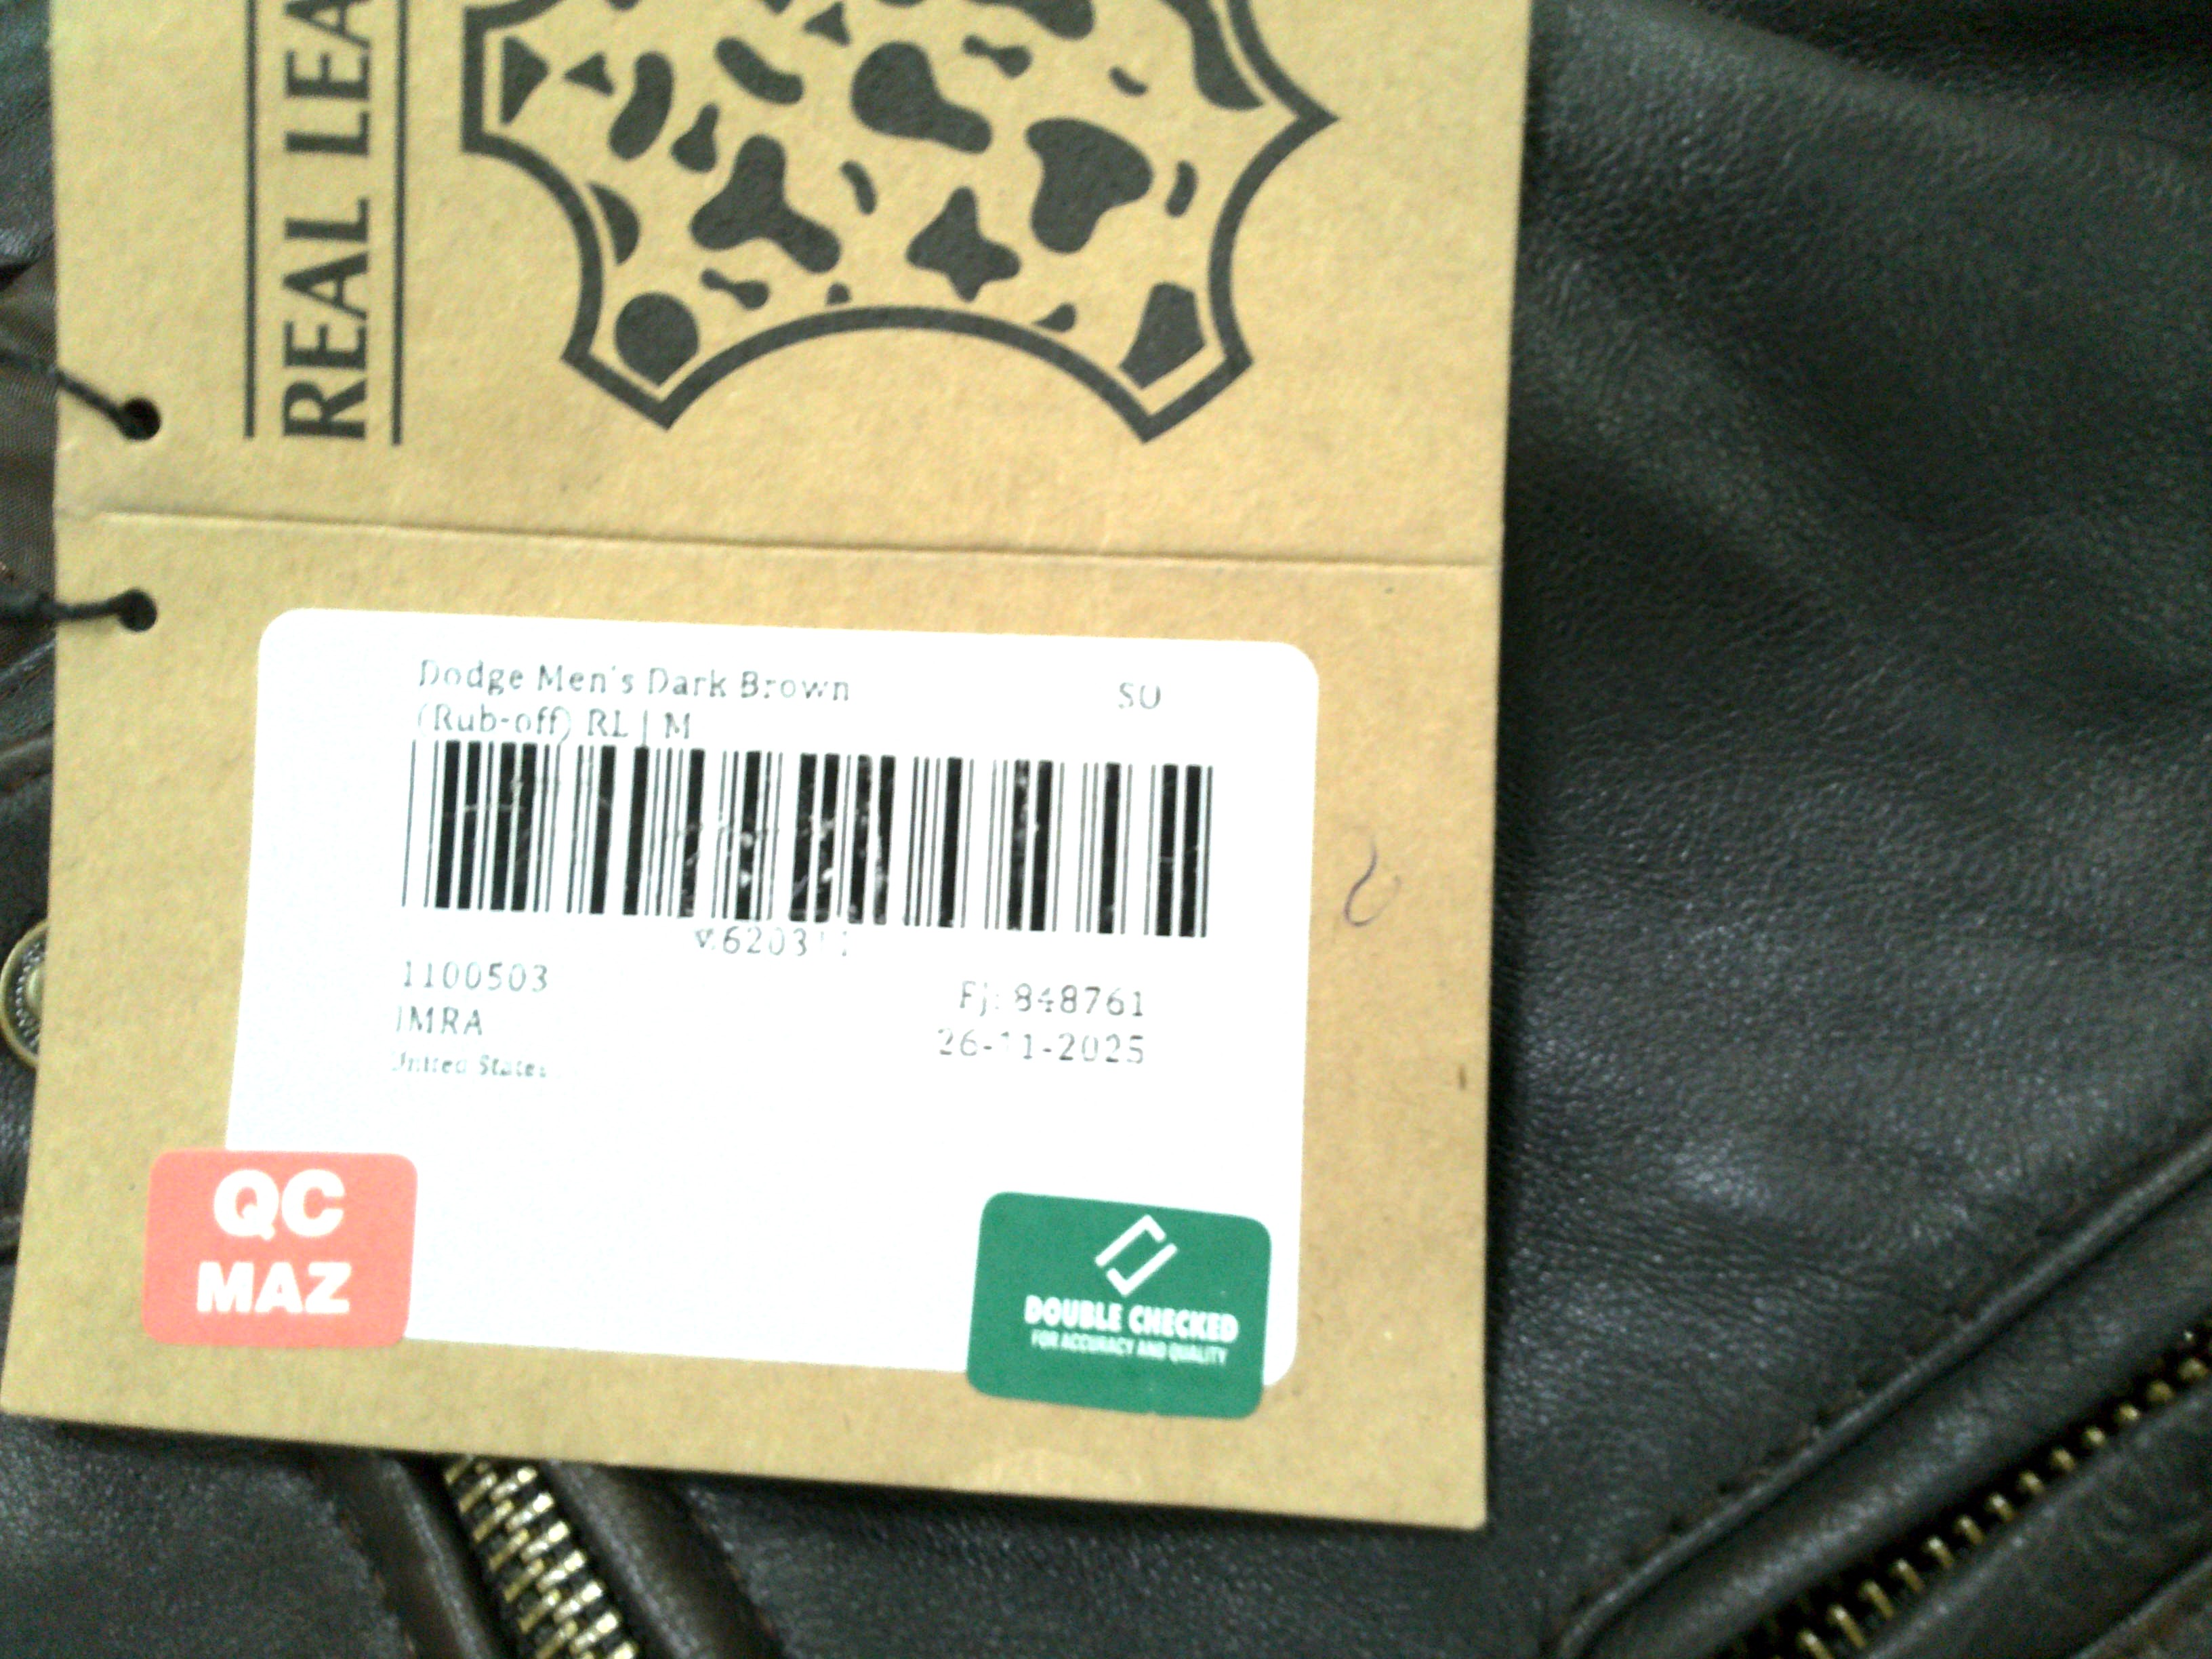 REAL LEA
Dodge Men's Dark Brown
SO
(Rub-off) RL | M
1100503
Fj: 848761
IMRA
26-11-2025
United States
QC
MAZ
DOUBLE CHECKED
FOR ACCURACY AND QUALITY